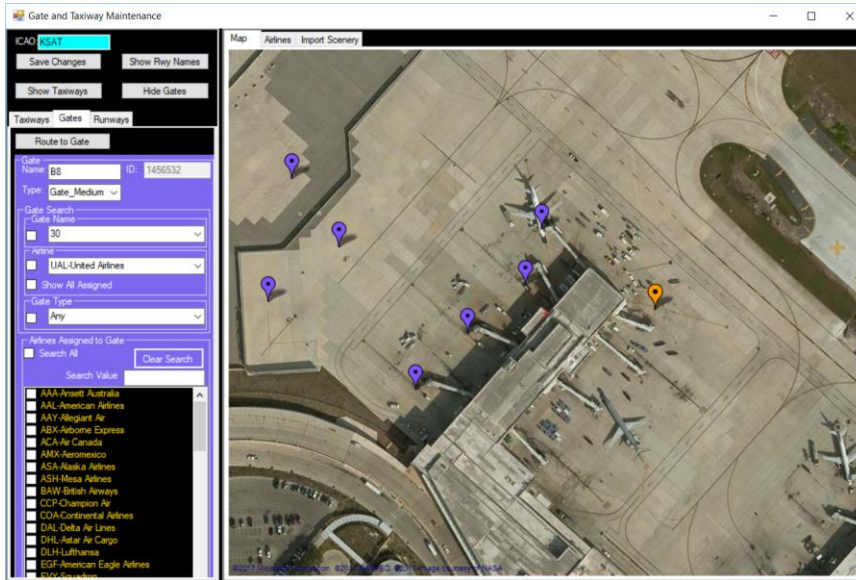 Gate and Taxiway Maintenance
ICAO: KSAT
Save Changes Show Rwy Names
Show Taxiways Hide Gates
Taxiways Gates Runways
Route to Gate
Gate
Name: B8 ID: 1456532
Type: Gate_Medium
Gate Search
Gate Name
30
Airline
UAL-United Airlines
Show All Assigned
Gate Type
Any
Airlines Assigned to Gate
Search All Clear Search
Search Value
AAA-Ansett Australia
AAL-American Airlines
AAY-Allegiant Air
ABX-Airborne Express
ACA-Air Canada
AMX-Aeromexico
ASA-Alaska Airlines
ASH-Mesa Airlines
BAW-British Airways
CCP-Champion Air
COA-Continental Airlines
DAL-Delta Air Lines
DHL-Astar Air Cargo
DLH-Lufthansa
EGF-American Eagle Airlines
Map Airlines Import Scenery
©2017 Image courtesy of NASA